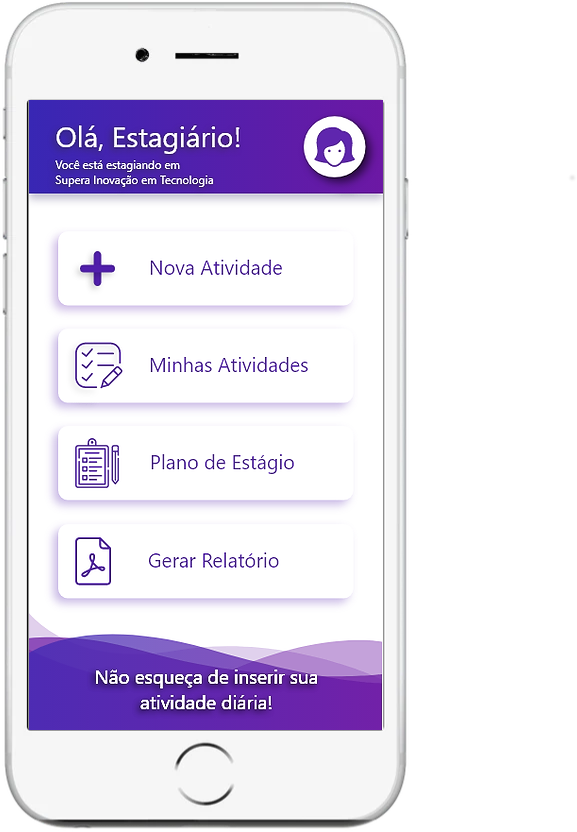 Olá, Estagiário!
Você está estagiando em
Supera Inovação em Tecnologia
Nova Atividade
Minhas Atividades
Plano de Estágio
Gerar Relatório
Não esqueça de inserir sua
atividade diária!